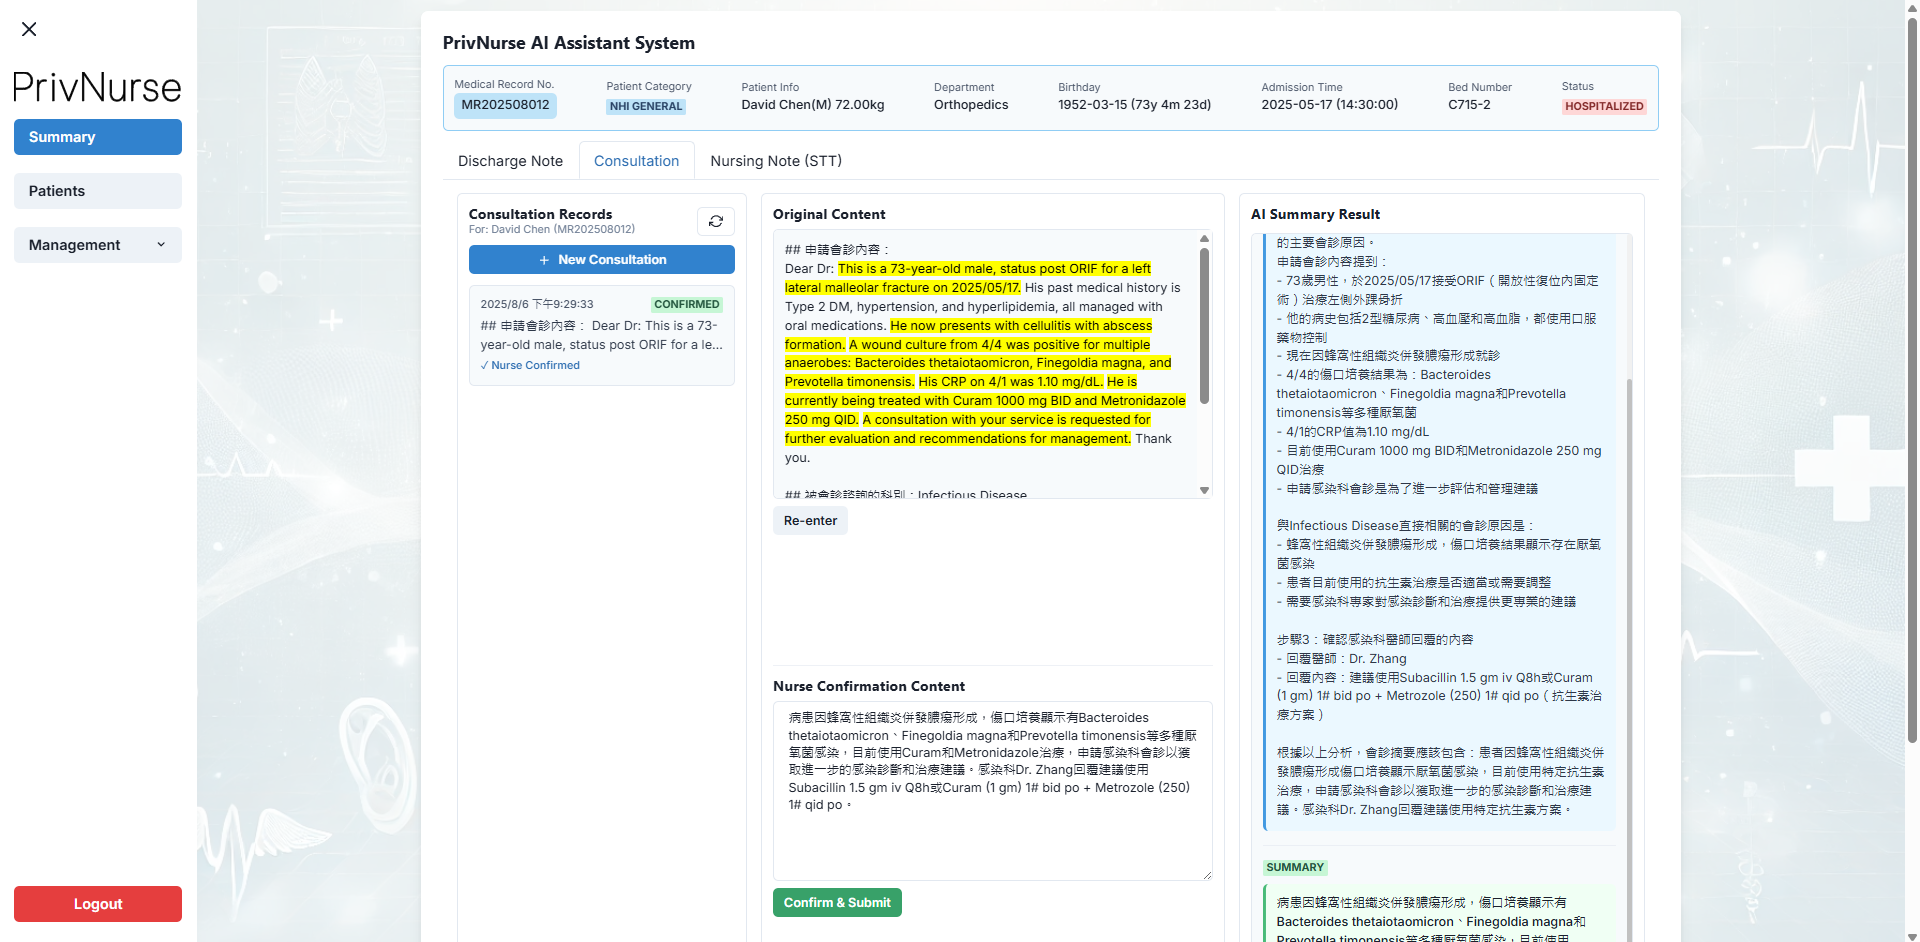 PrivNurse
Summary
Patients
Management
Logout
PrivNurse AI Assistant System
Medical Record No.
MR202508012
Patient Category
NHI GENERAL
Patient Info
David Chen(M) 72.00kg
Department
Orthopedics
Birthday
1952-03-15 (73y 4m 23d)
Admission Time
2025-05-17 (14:30:00)
Bed Number
C715-2
Status
HOSPITALIZED
Discharge Note
Consultation
Nursing Note (STT)
Consultation Records
For: David Chen (MR202508012)
+ New Consultation
2025/8/6 下午9:29:33
CONFIRMED
## 申請會診內容： Dear Dr: This is a 73-
year-old male, status post ORIF for a le...
✓ Nurse Confirmed
Original Content
## 申請會診內容：
Dear Dr: This is a 73-year-old male, status post ORIF for a left
lateral malleolar fracture on 2025/05/17. His past medical history is
Type 2 DM, hypertension, and hyperlipidemia, all managed with
oral medications. He now presents with cellulitis with abscess
formation. A wound culture from 4/4 was positive for multiple
anaerobes: Bacteroides thetaiotaomicron, Finegoldia magna, and
Prevotella timonensis. His CRP on 4/1 was 1.10 mg/dL. He is
currently being treated with Curam 1000 mg BID and Metronidazole
250 mg QID. A consultation with your service is requested for
further evaluation and recommendations for management. Thank
you.
## 被會診諮詢的科別：Infectious Disease
Re-enter
Nurse Confirmation Content
病患因蜂窩性組織炎併發膿瘍形成，傷口培養顯示有Bacteroides
thetaiotaomicron、Finegoldia magna和Prevotella timonensis等多種厭
氧菌感染，目前使用Curam和Metronidazole治療，申請感染科會診以獲
取進一步的感染診斷和治療建議。感染科Dr. Zhang回覆建議使用
Subacillin 1.5 gm iv Q8h或Curam (1 gm) 1# bid po + Metrozole (250)
1# qid po。
Confirm & Submit
AI Summary Result
的主要會診原因。
申請會診內容提到：
- 73歲男性，於2025/05/17接受ORIF（開放性復位內固定
術）治療左側外踝骨折
- 他的病史包括2型糖尿病、高血壓和高血脂，都使用口服
藥物控制
- 現在因蜂窩性組織炎併發膿瘍形成就診
- 4/4的傷口培養結果為：Bacteroides
thetaiotaomicron、Finegoldia magna和Prevotella
timonensis等多種厭氧菌
- 4/1的CRP值為1.10 mg/dL
- 目前使用Curam 1000 mg BID和Metronidazole 250 mg
QID治療
- 申請感染科會診是為了進一步評估和管理建議
與Infectious Disease直接相關的會診原因是：
- 蜂窩性組織炎併發膿瘍形成，傷口培養結果顯示存在厭氧
菌感染
- 患者目前使用的抗生素治療是否適當或需要調整
- 需要感染科專家對感染診斷和治療提供更專業的建議
步驟3：確認感染科醫師回覆的內容
- 回覆醫師：Dr. Zhang
- 回覆內容：建議使用Subacillin 1.5 gm iv Q8h或Curam
(1 gm) 1# bid po + Metrozole (250) 1# qid po（抗生素治
療方案）
根據以上分析，會診摘要應該包含：患者因蜂窩性組織炎併
發膿瘍形成傷口培養顯示厭氧菌感染，目前使用特定抗生素
治療，申請感染科會診以獲取進一步的感染診斷和治療建
議。感染科Dr. Zhang回覆建議使用特定抗生素方案。
SUMMARY
病患因蜂窩性組織炎併發膿瘍形成，傷口培養顯示有
Bacteroides thetaiotaomicron、Finegoldia magna和
Prevotella timonensis等多種厭氧菌感染，目前使用